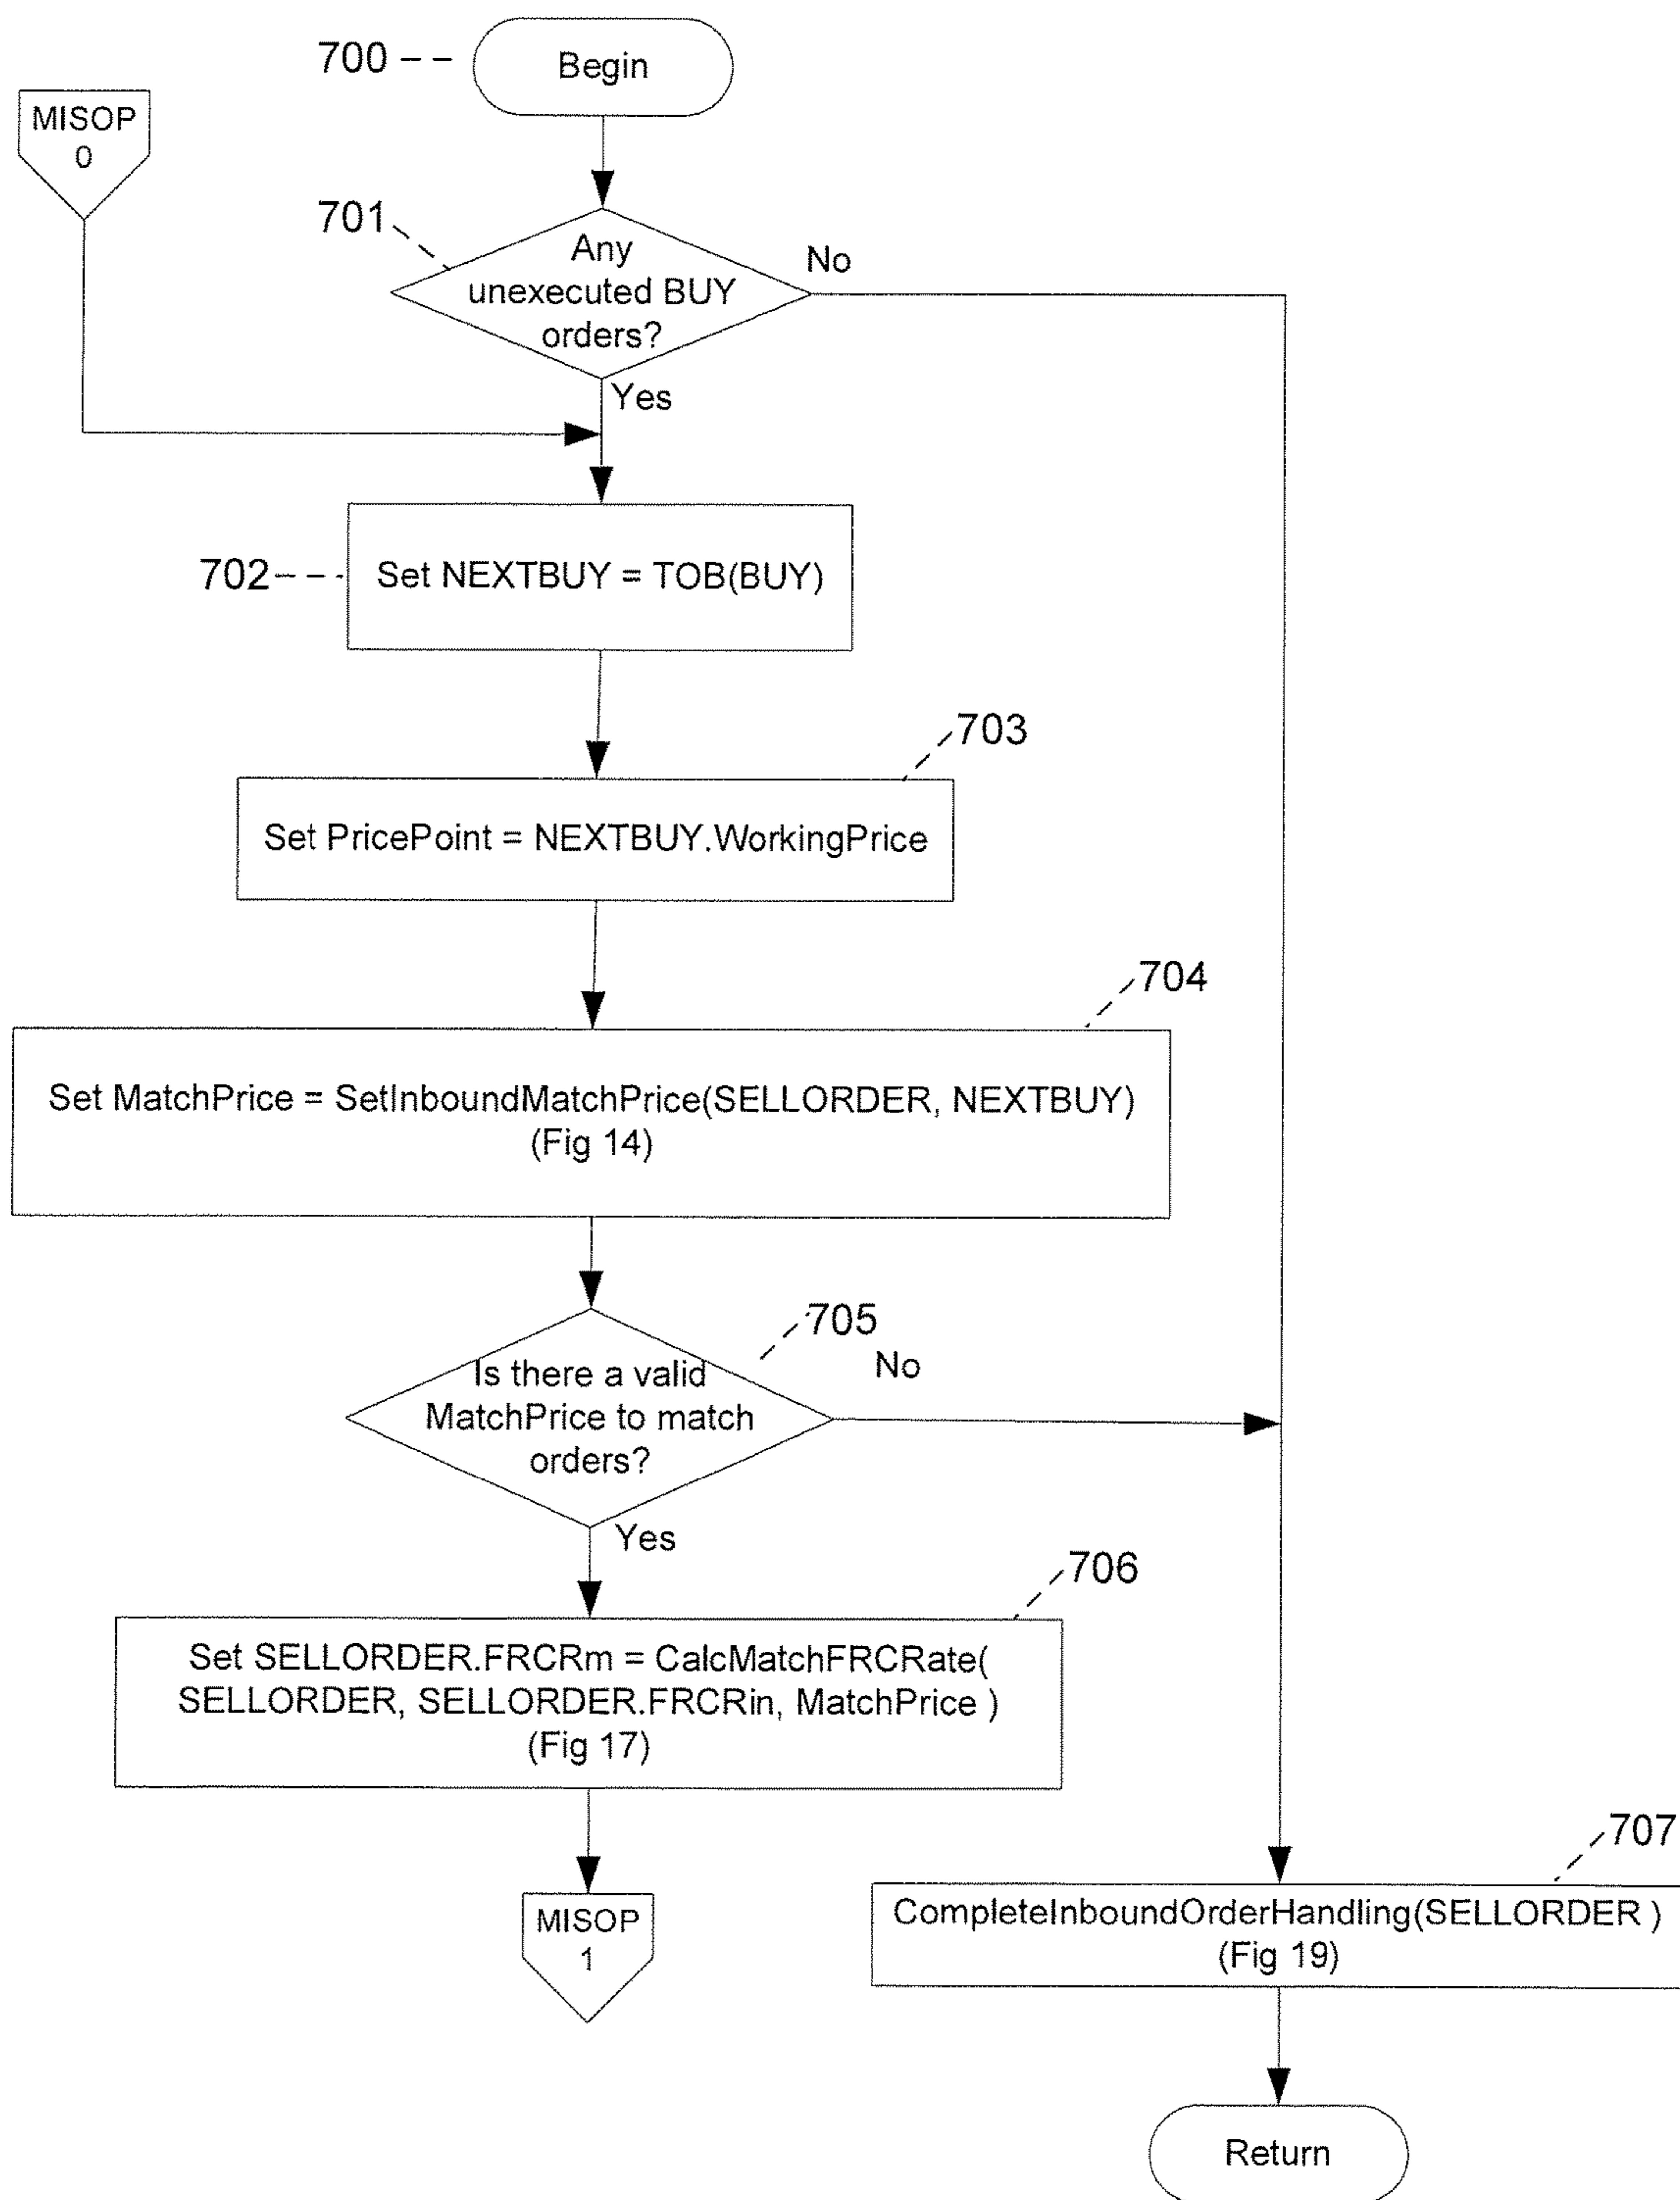 700
Begin
MISOP
0
701
Any
unexecuted BUY
orders?
No
Yes
702
Set NEXTBUY = TOB(BUY)
703
Set PricePoint = NEXTBUY.WorkingPrice
704
Set MatchPrice = SetInboundMatchPrice(SELLORDER, NEXTBUY)
(Fig 14)
705
Is there a valid
MatchPrice to match
orders?
No
Yes
706
Set SELLORDER.FRCRm = CalcMatchFRCRate(
SELLORDER, SELLORDER.FRCRin, MatchPrice )
(Fig 17)
MISOP
1
707
CompleteInboundOrderHandling(SELLORDER )
(Fig 19)
Return